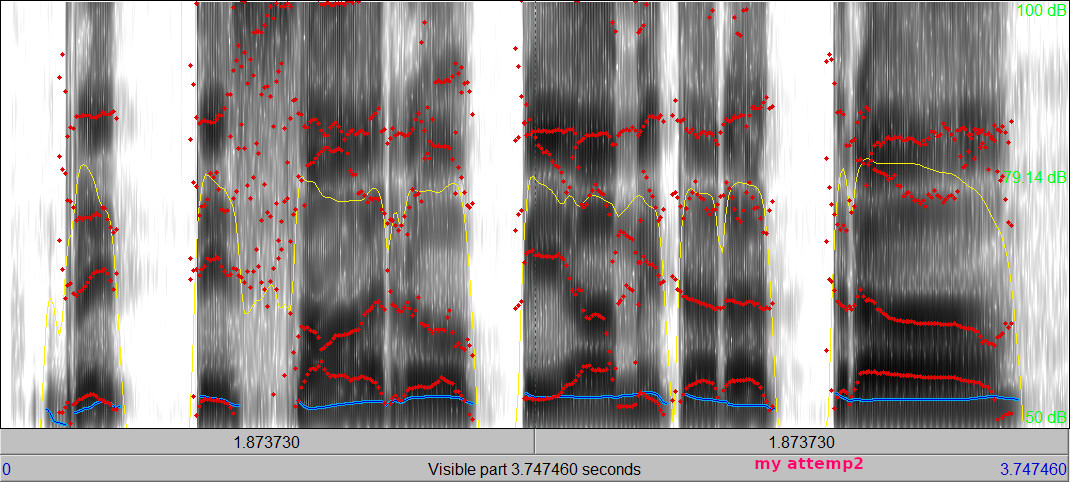 100 dB
79.14 dB
50 dB
1.873730 1.873730
0 Visible part 3.747460 seconds my attemp2 3.747460